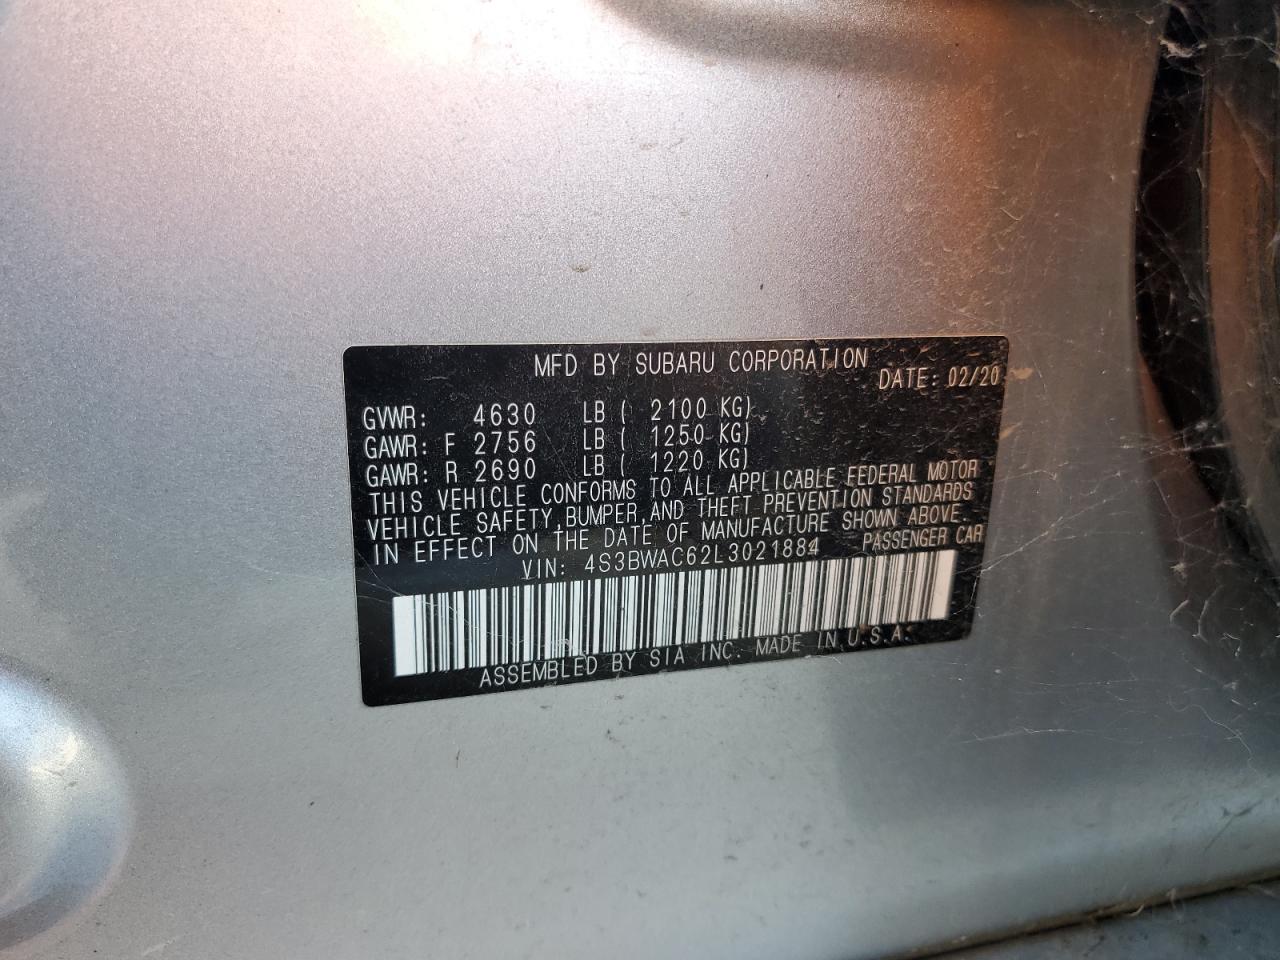 MFD BY SUBARU CORPORATION
DATE: 02/20
GVWR: 4630 LB ( 2100 KG)
GAWR: F 2756 LB ( 1250 KG)
GAWR: R 2690 LB ( 1220 KG)
THIS VEHICLE CONFORMS TO ALL APPLICABLE FEDERAL MOTOR
VEHICLE SAFETY, BUMPER, AND THEFT PREVENTION STANDARDS
IN EFFECT ON THE DATE OF MANUFACTURE SHOWN ABOVE.
VIN: 4S3BWAC62L3021884 PASSENGER CAR
ASSEMBLED BY SIA INC. MADE IN U.S.A.